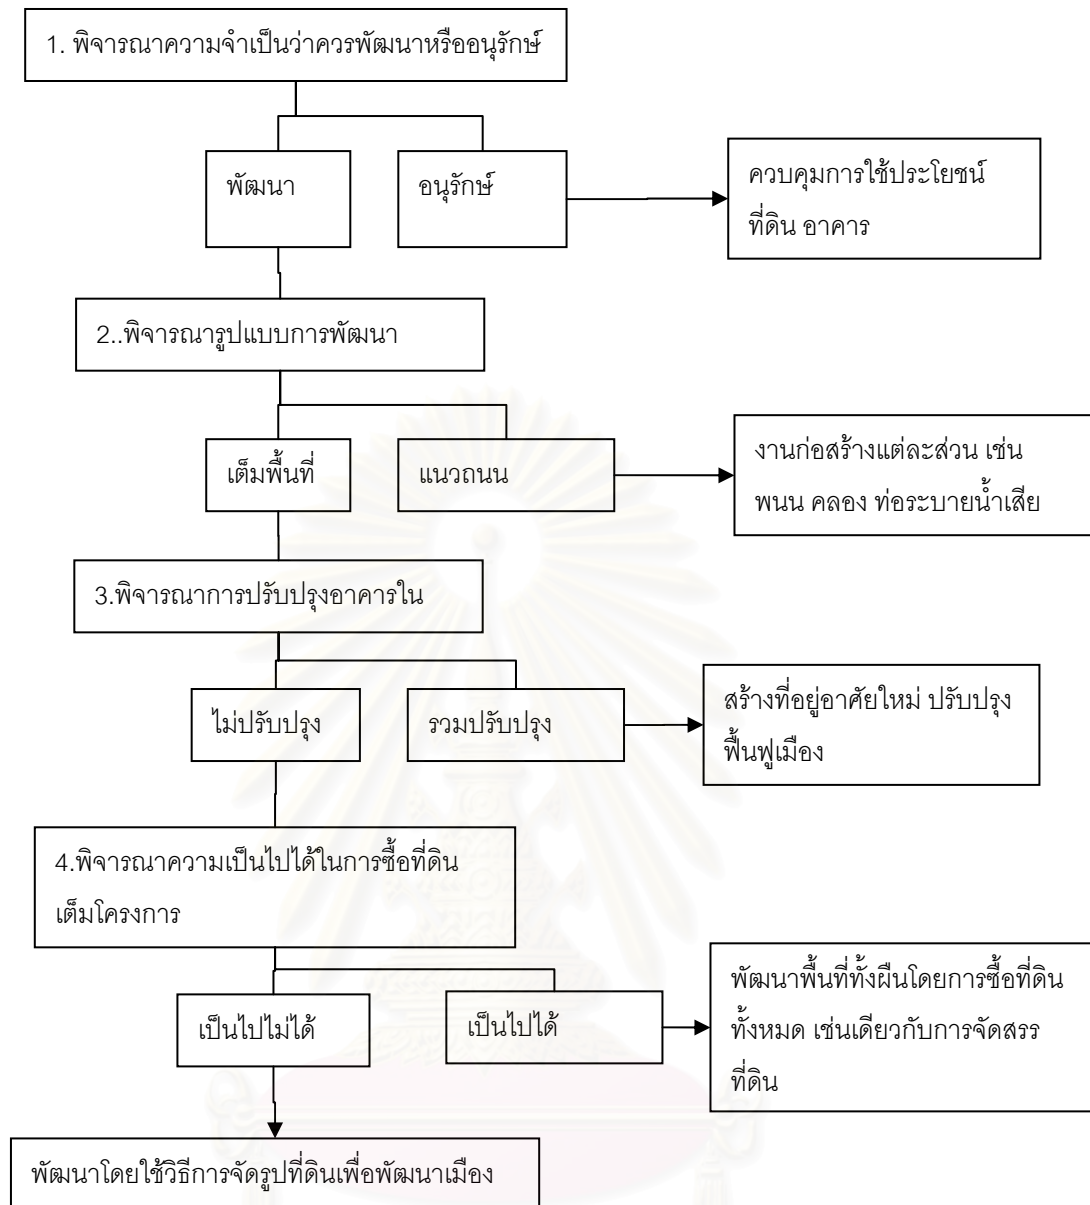 1. พิจารณาความจำเป็นว่าควรพัฒนาหรืออนุรักษ์
พัฒนา
อนุรักษ์
ควบคุมการใช้ประโยชน์
ที่ดิน อาคาร
2..พิจารณารูปแบบการพัฒนา
เต็มพื้นที่
แนวถนน
งานก่อสร้างแต่ละส่วน เช่น
พนน คลอง ท่อระบายน้ำเสีย
3.พิจารณาการปรับปรุงอาคารใน
ไม่ปรับปรุง
รวมปรับปรุง
สร้างที่อยู่อาศัยใหม่ ปรับปรุง
ฟื้นฟูเมือง
4.พิจารณาความเป็นไปได้ในการซื้อที่ดิน
เต็มโครงการ
เป็นไปไม่ได้
เป็นไปได้
พัฒนาพื้นที่ทั้งผืนโดยการซื้อที่ดิน
ทั้งหมด เช่นเดียวกับการจัดสรร
ที่ดิน
พัฒนาโดยใช้วิธีการจัดรูปที่ดินเพื่อพัฒนาเมือง